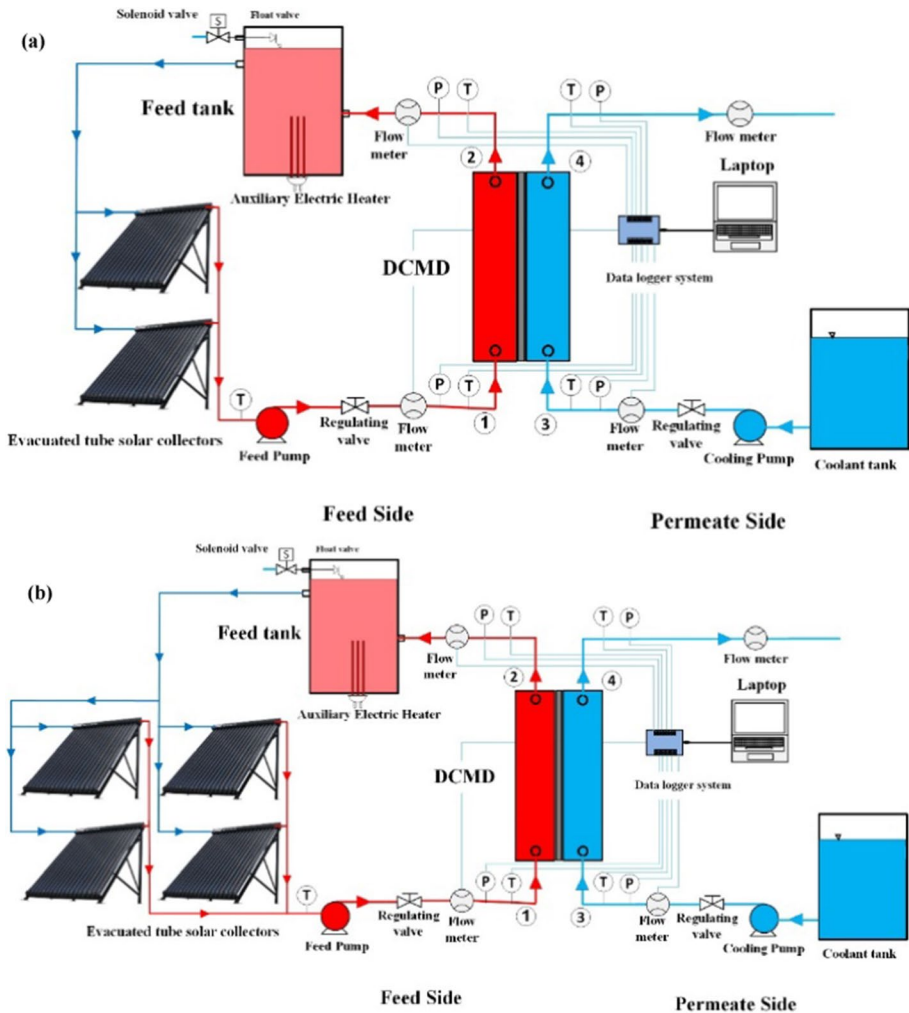 (a)
Solenoid valve
S
Float valve
Feed tank
Auxiliary Electric Heater
P
T
Flow
meter
2
T
P
Flow meter
4
Laptop
DCMD
Data logger system
T
Feed Pump
Regulating
valve
Flow
meter
P
T
1
3
T
P
Flow
meter
Regulating
valve
Cooling Pump
Coolant tank
Evacuated tube solar collectors
Feed Side
Permeate Side
(b)
Solenoid valve
S
Float valve
Feed tank
Auxiliary Electric Heater
P
T
Flow
meter
2
T
P
Flow meter
4
Laptop
DCMD
Data logger system
T
Feed Pump
Regulating
valve
Flow
meter
P
T
1
3
T
P
Flow
meter
Regulating
valve
Cooling Pump
Coolant tank
Evacuated tube solar collectors
Feed Side
Permeate Side